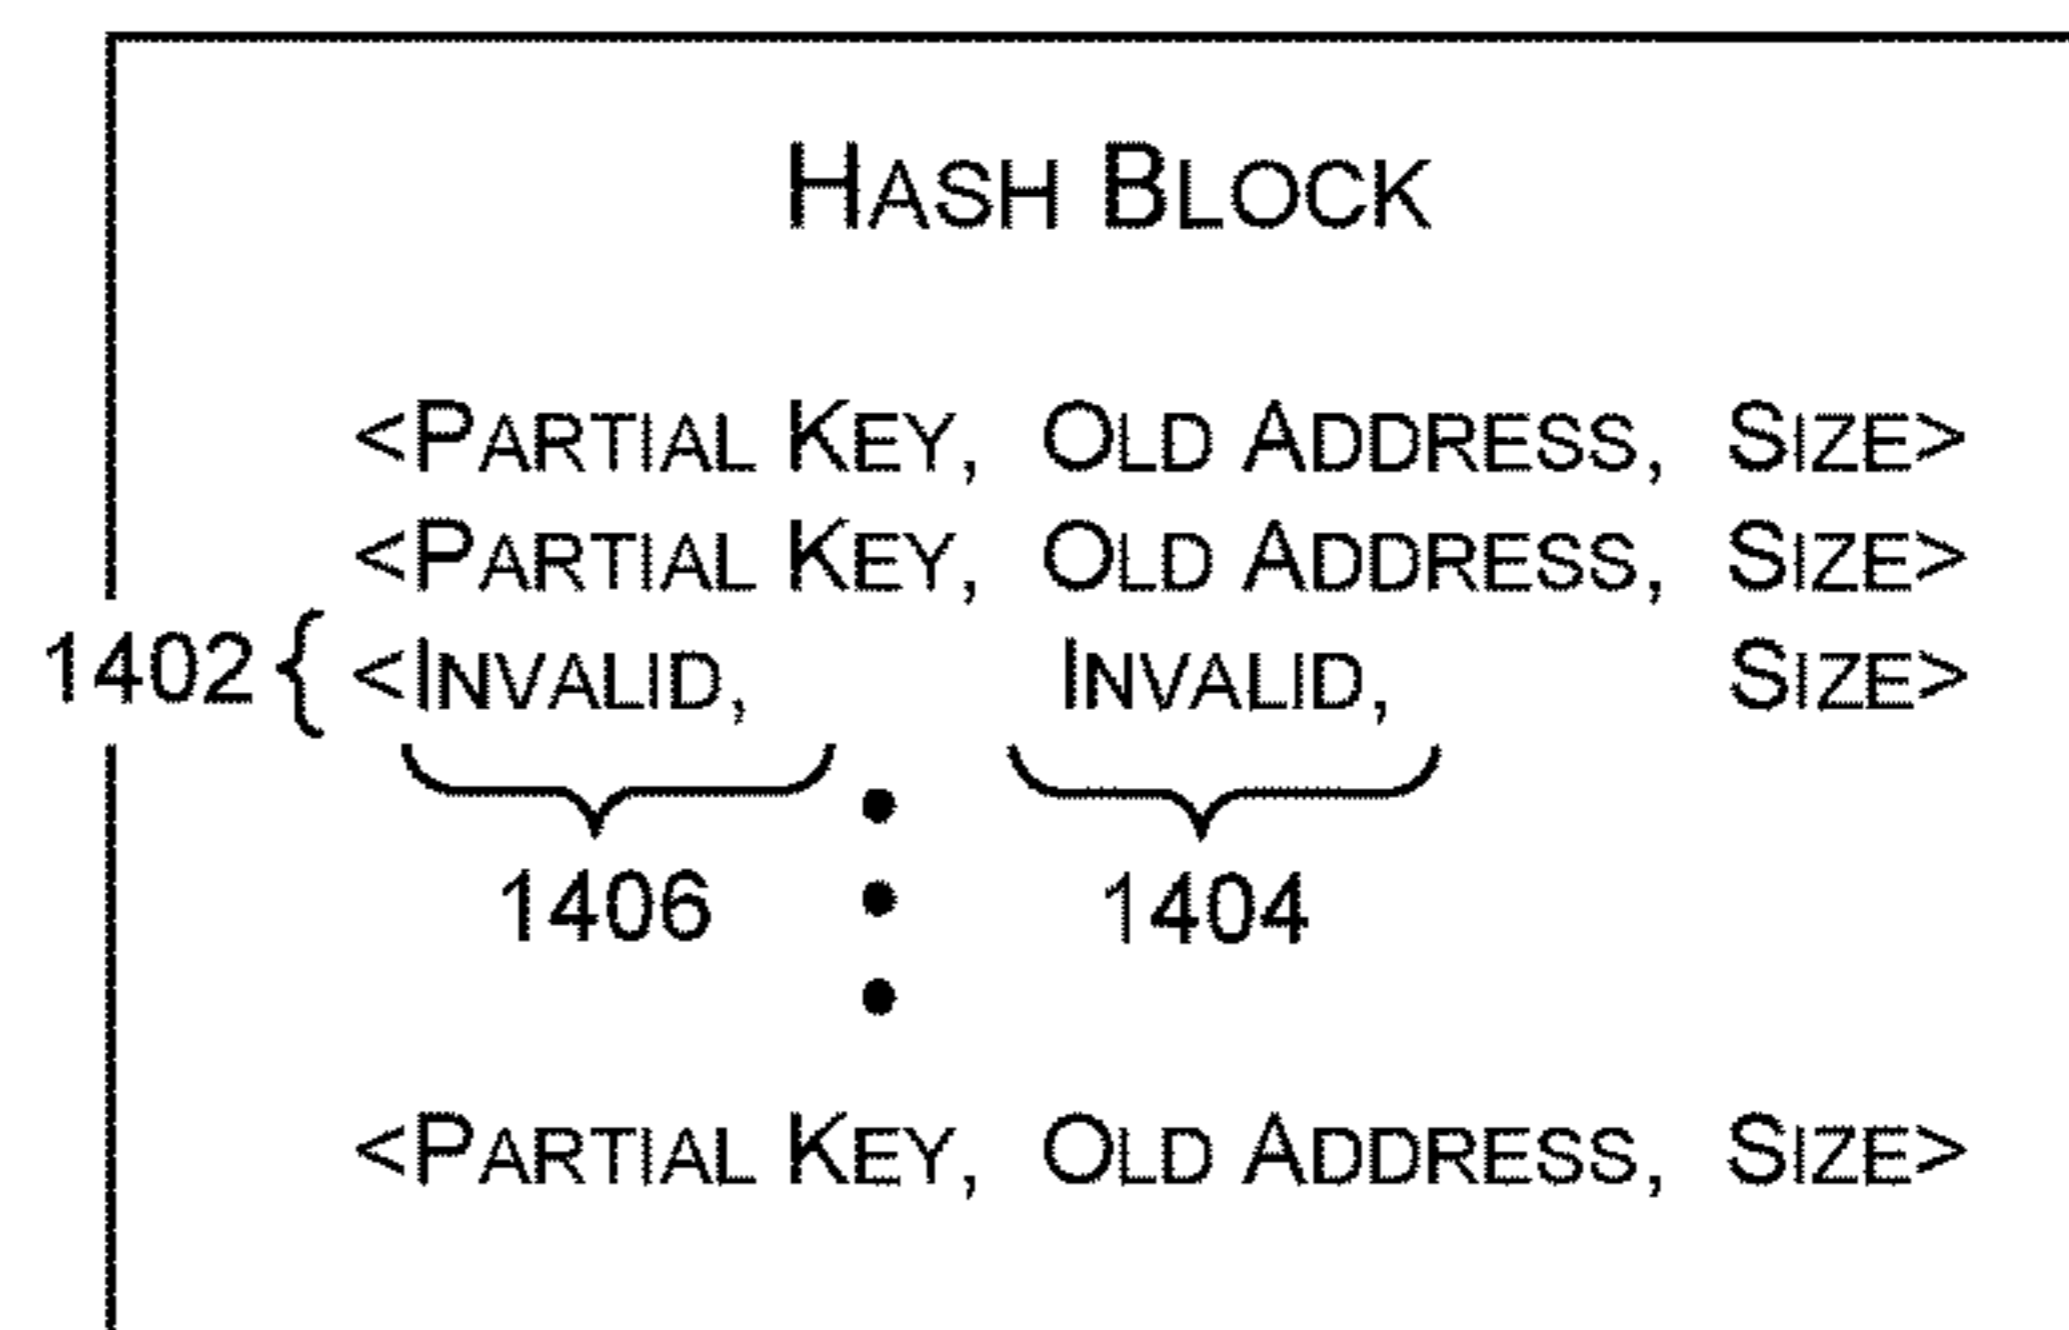 HASH BLOCK
<PARTIAL KEY, OLD ADDRESS, SIZE>
<PARTIAL KEY, OLD ADDRESS, SIZE>
1402 { <INVALID, INVALID, SIZE>
1406 1404
<PARTIAL KEY, OLD ADDRESS, SIZE>